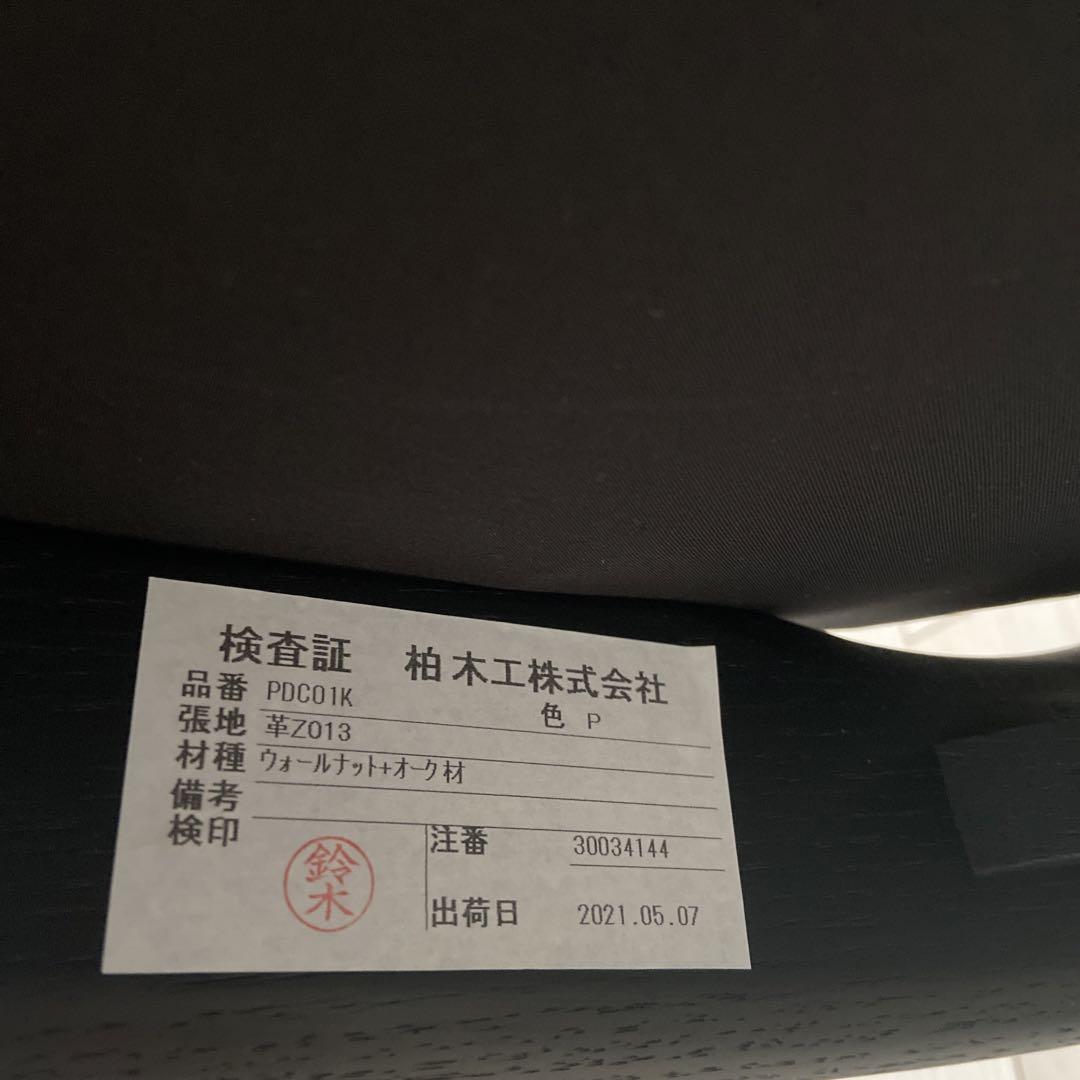 検査証 柏木工株式会社
品番 PDC01K 色 P
張地 革Z013
材種 ウォールナット+オーク材
備考
検印 鈴木
注番 30034144
出荷日 2021.05.07